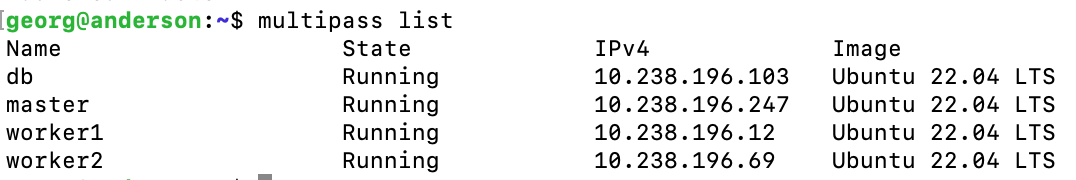 georg@anderson:~$ multipass list
Name State IPv4 Image
db Running 10.238.196.103 Ubuntu 22.04 LTS
master Running 10.238.196.247 Ubuntu 22.04 LTS
worker1 Running 10.238.196.12 Ubuntu 22.04 LTS
worker2 Running 10.238.196.69 Ubuntu 22.04 LTS